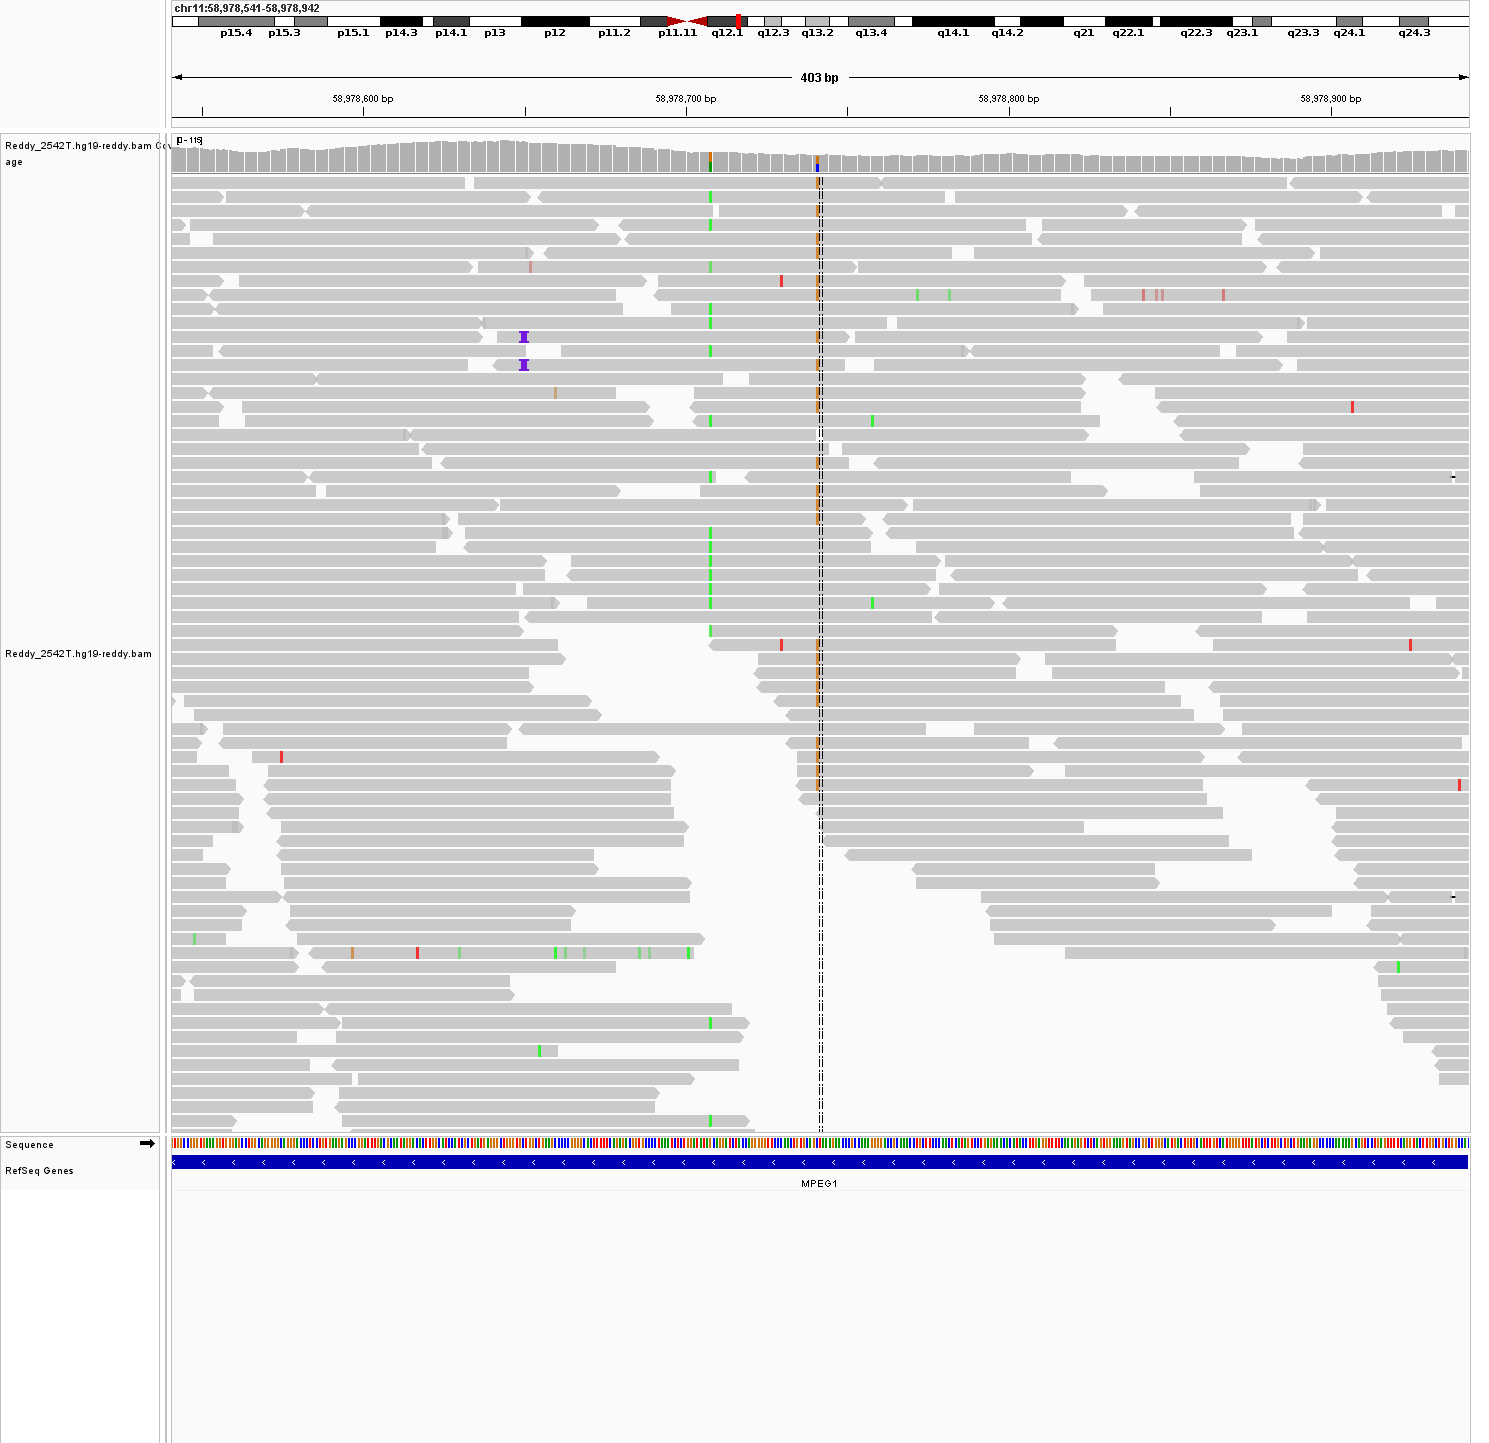 chr11:58,978,541-58,978,942
p15.4 p15.3 p15.1 p14.3 p14.1 p13 p12 p11.2 p11.11 q12.1 q12.3 q13.2 q13.4 q14.1 q14.2 q21 q22.1 q22.3 q23.1 q23.3 q24.1 q24.3
403 bp
58,978,600 bp 58,978,700 bp 58,978,800 bp 58,978,900 bp
[0 - 115]
Reddy_2542T.hg19-reddy.bam Cov
age
Reddy_2542T.hg19-reddy.bam
Sequence
RefSeq Genes
MPEG1